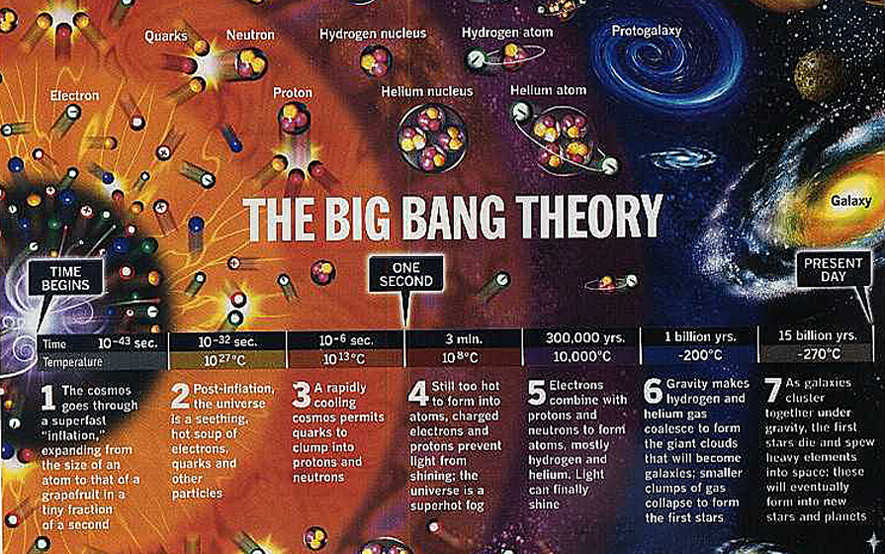 Quarks
Neutron
Hydrogen nucleus
Hydrogen atom
Protogalaxy
Electron
Proton
Helium nucleus
Helium atom
THE BIG BANG THEORY
Galaxy
TIME
BEGINS
ONE
SECOND
PRESENT
DAY
Time 10⁻⁴³ sec. 10⁻³² sec. 10⁻⁶ sec. 3 min. 300,000 yrs. 1 billion yrs. 15 billion yrs.
Temperature 10²⁷°C 10¹³°C 10⁸°C 10,000°C -200°C -270°C
1 The cosmos
goes through
a superfast
"inflation,"
expanding from
the size of an
atom to that of a
grapefruit in a
tiny fraction
of a second
2 Post-inflation,
the universe
is a seething,
hot soup of
electrons,
quarks and
other
particles
3 A rapidly
cooling
cosmos permits
quarks to
clump into
protons and
neutrons
4 Still too hot
to form into
atoms, charged
electrons and
protons prevent
light from
shining; the
universe is a
superhot fog
5 Electrons
combine with
protons and
neutrons to form
atoms, mostly
hydrogen and
helium. Light
can finally
shine
6 Gravity makes
hydrogen and
helium gas
coalesce to form
the giant clouds
that will become
galaxies; smaller
clumps of gas
collapse to form
the first stars
7 As galaxies
cluster
together under
gravity, the first
stars die and spew
heavy elements
into space; these
will eventually
form into new
stars and planets